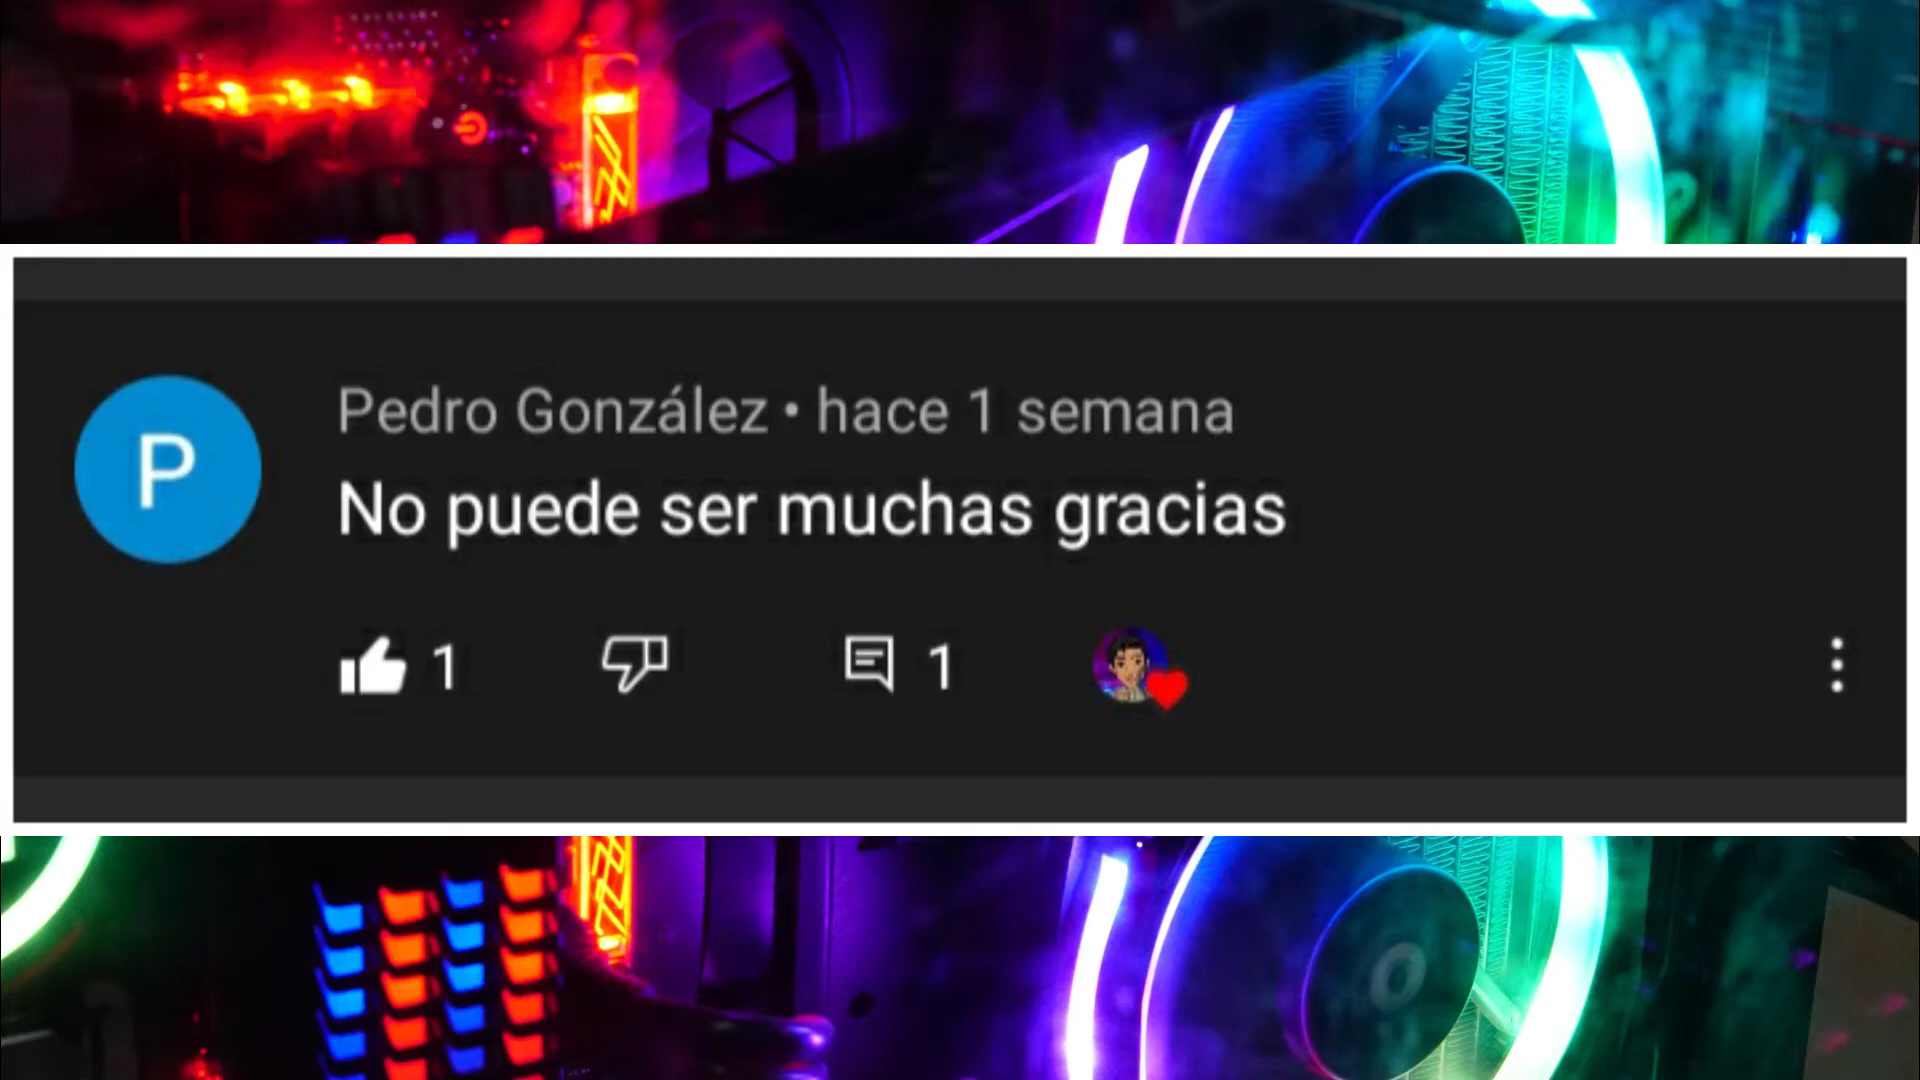 P
Pedro González • hace 1 semana
No puede ser muchas gracias
1
1